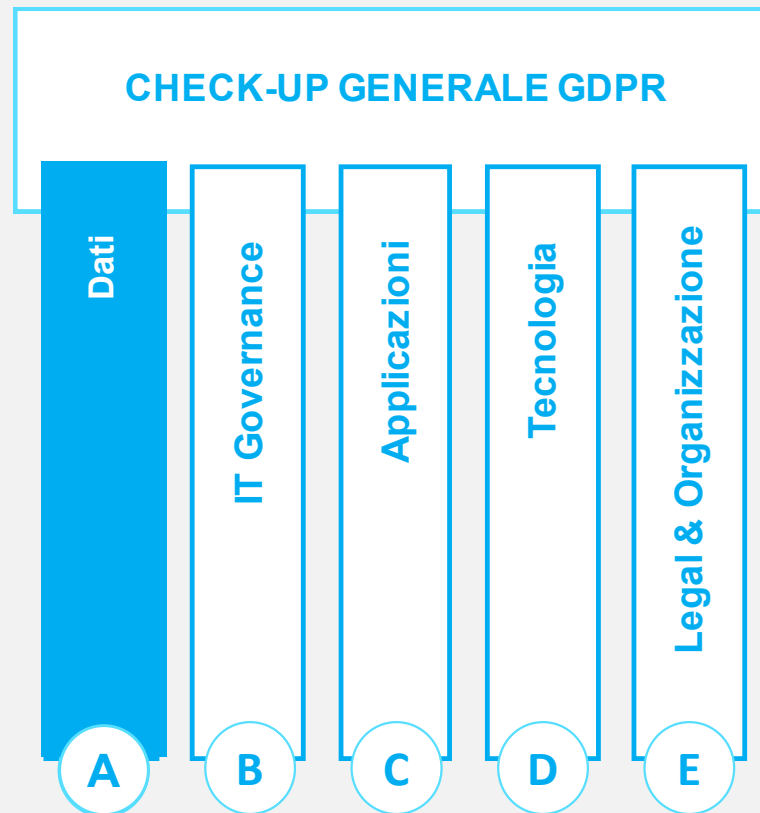 CHECK-UP GENERALE GDPR
Dati
IT Governance
Applicazioni
Tecnologia
Legal & Organizzazione
A
B
C
D
E